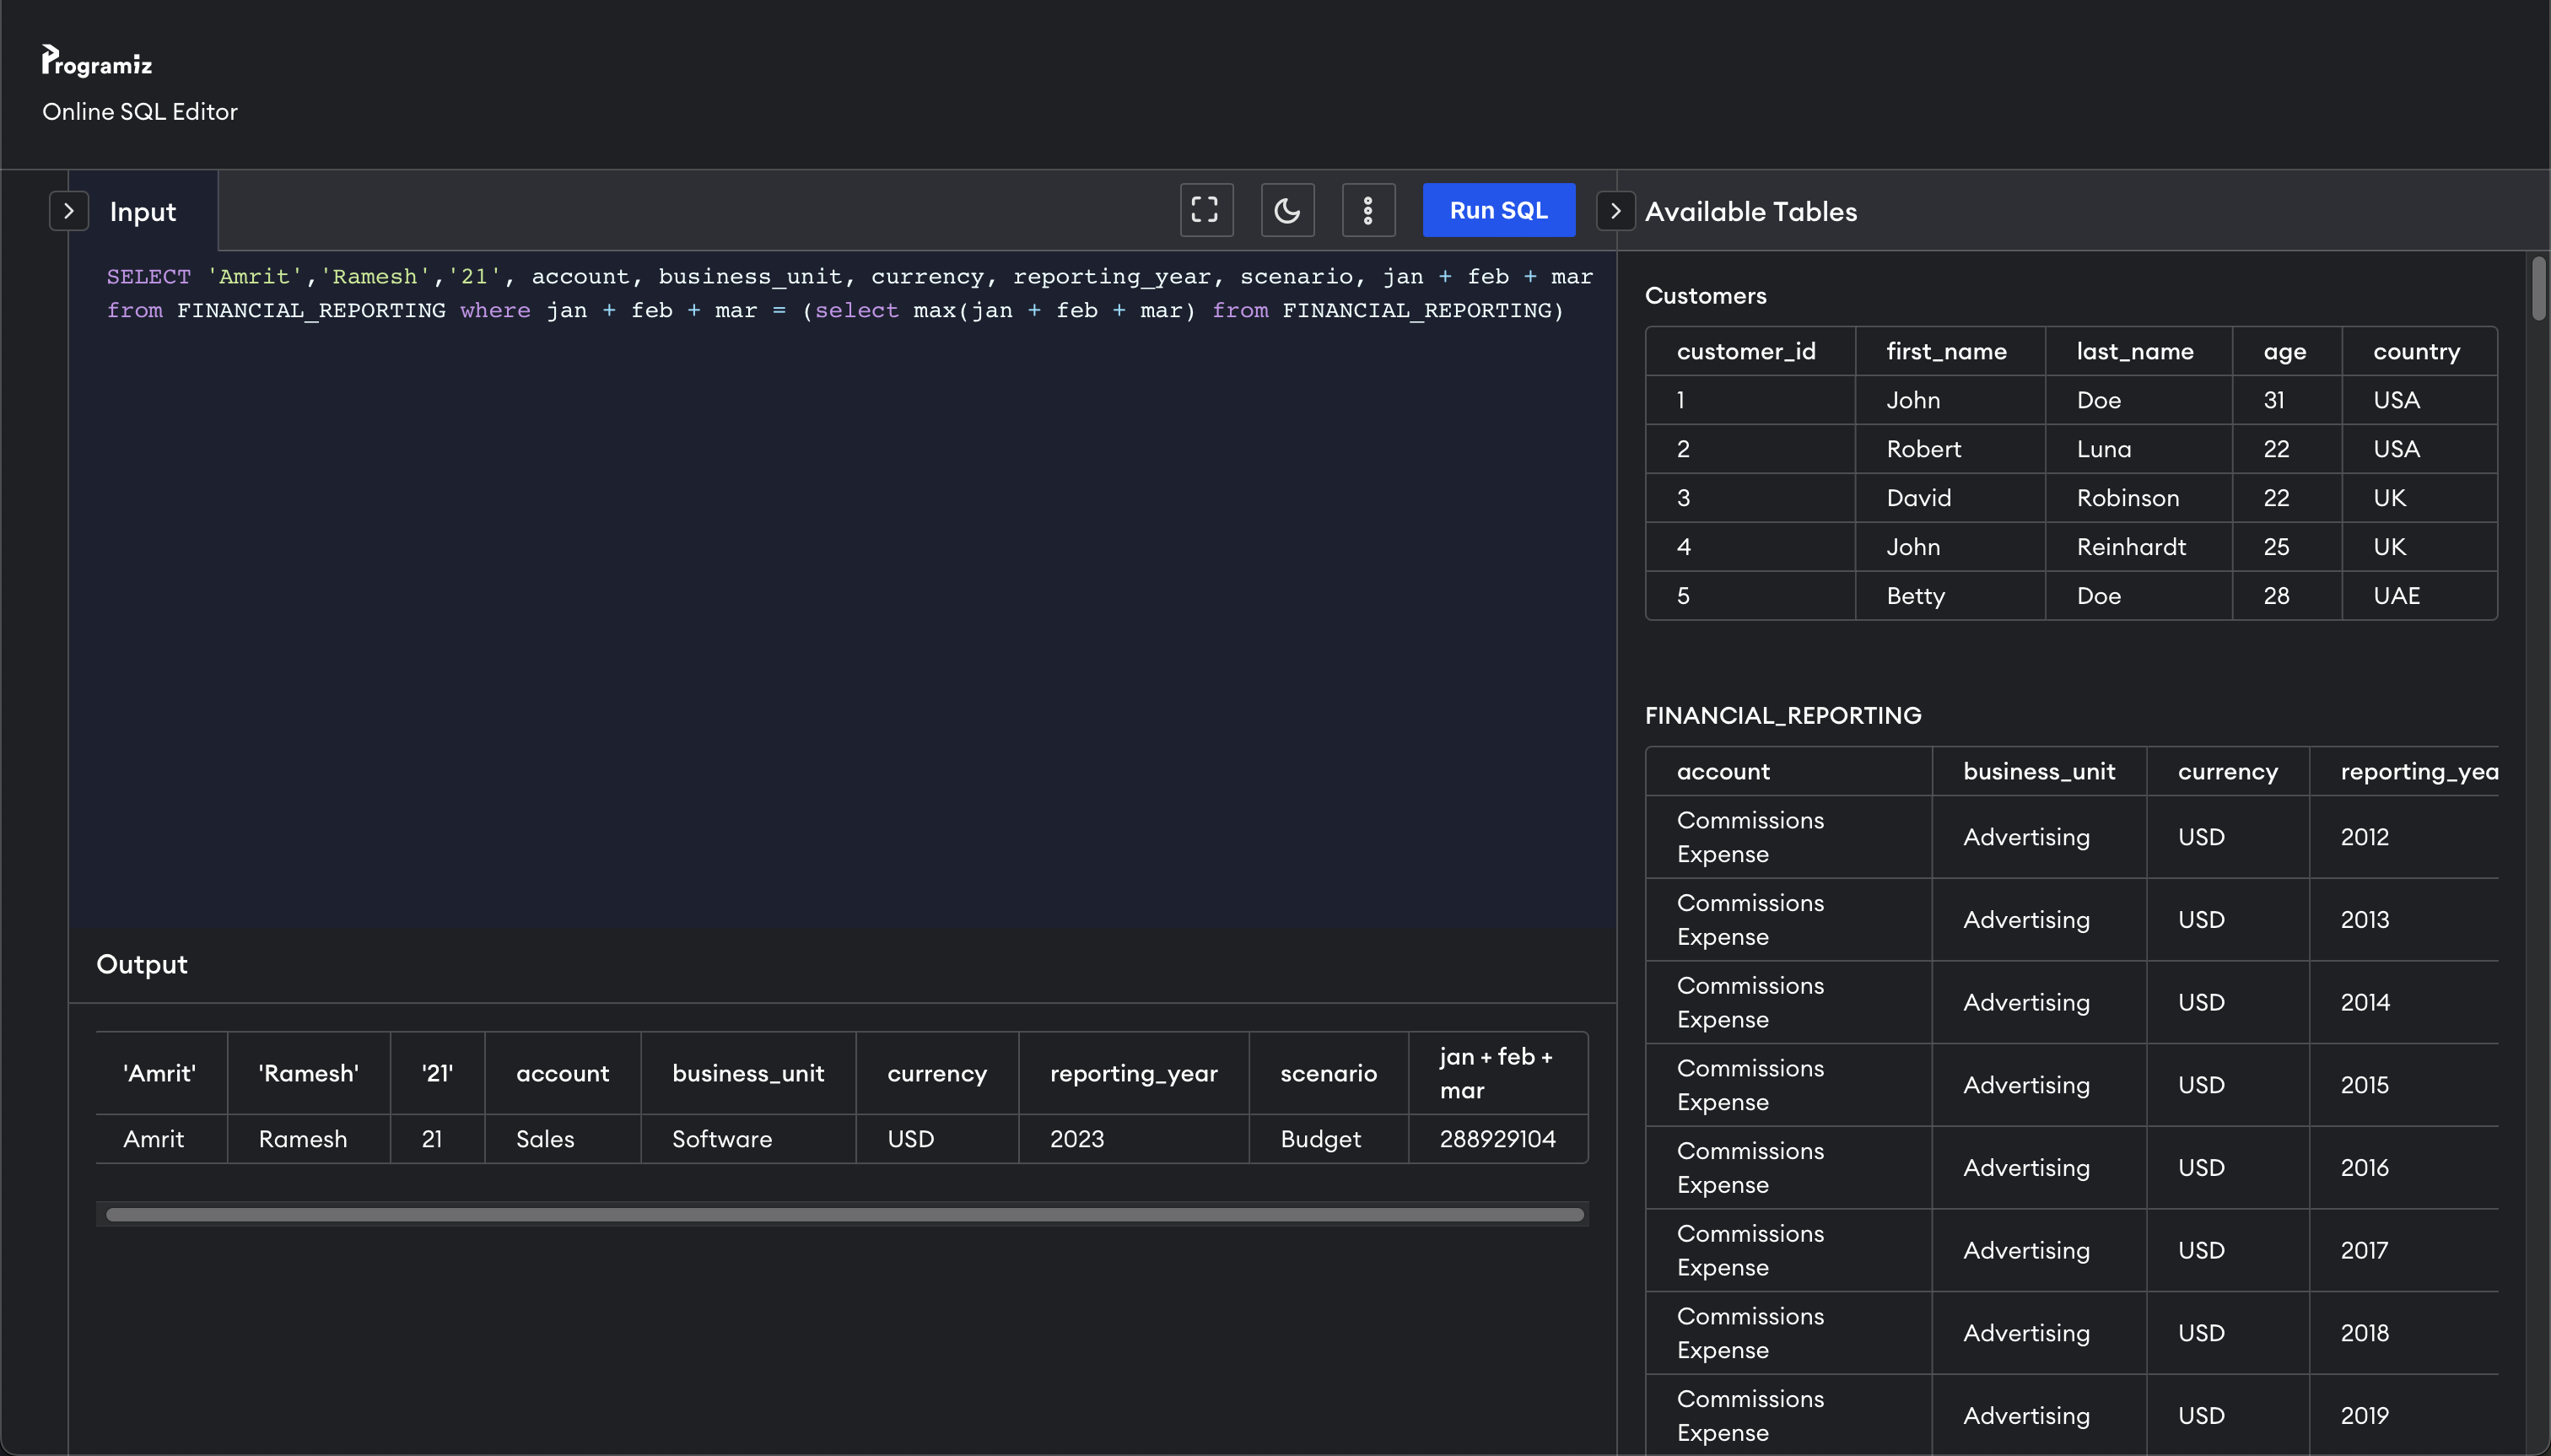 Programiz
Online SQL Editor
Input
Run SQL
SELECT 'Amrit','Ramesh','21', account, business_unit, currency, reporting_year, scenario, jan + feb + mar
from FINANCIAL_REPORTING where jan + feb + mar = (select max(jan + feb + mar) from FINANCIAL_REPORTING)
Output
'Amrit' 'Ramesh' '21' account business_unit currency reporting_year scenario jan + feb + mar
Amrit Ramesh 21 Sales Software USD 2023 Budget 288929104
Available Tables
Customers
customer_id first_name last_name age country
1 John Doe 31 USA
2 Robert Luna 22 USA
3 David Robinson 22 UK
4 John Reinhardt 25 UK
5 Betty Doe 28 UAE
FINANCIAL_REPORTING
account business_unit currency reporting_yea
Commissions Expense Advertising USD 2012
Commissions Expense Advertising USD 2013
Commissions Expense Advertising USD 2014
Commissions Expense Advertising USD 2015
Commissions Expense Advertising USD 2016
Commissions Expense Advertising USD 2017
Commissions Expense Advertising USD 2018
Commissions Expense Advertising USD 2019